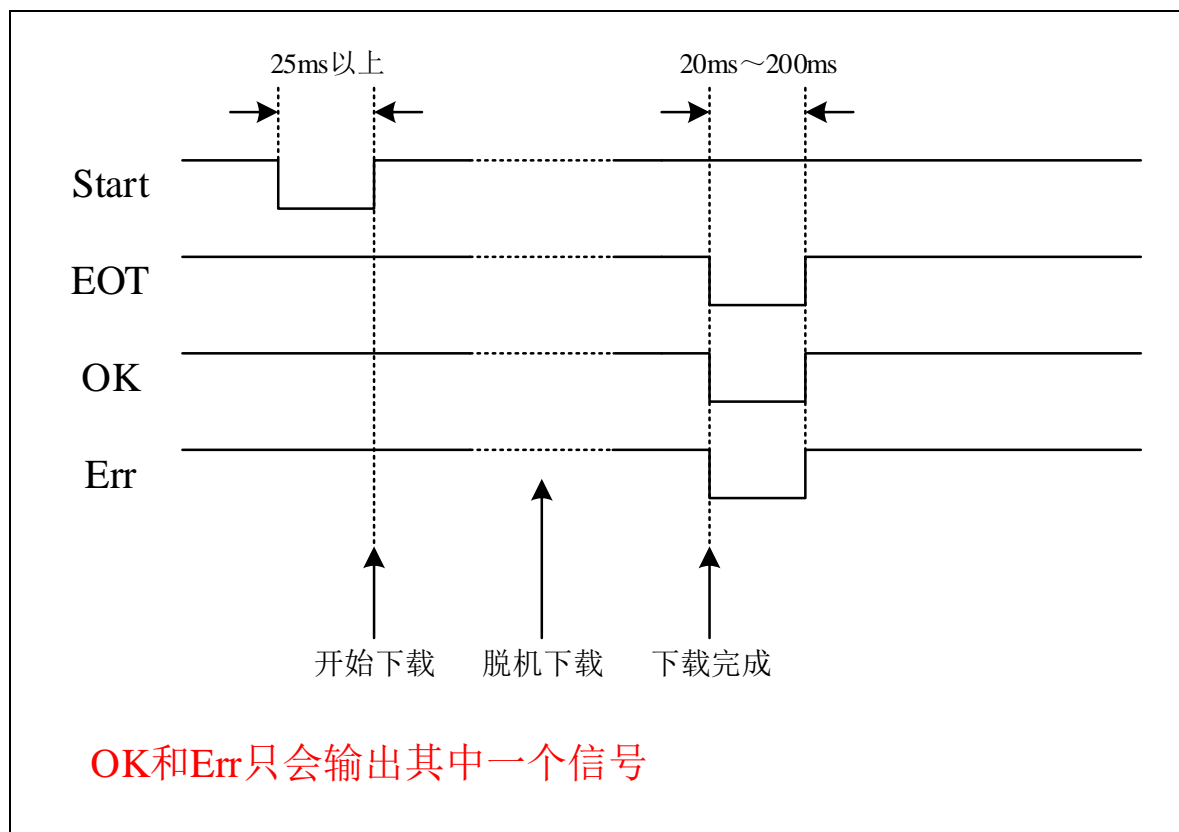 25ms以上
20ms～200ms
Start
EOT
OK
Err
开始下载
脱机下载
下载完成
OK和Err只会输出其中一个信号